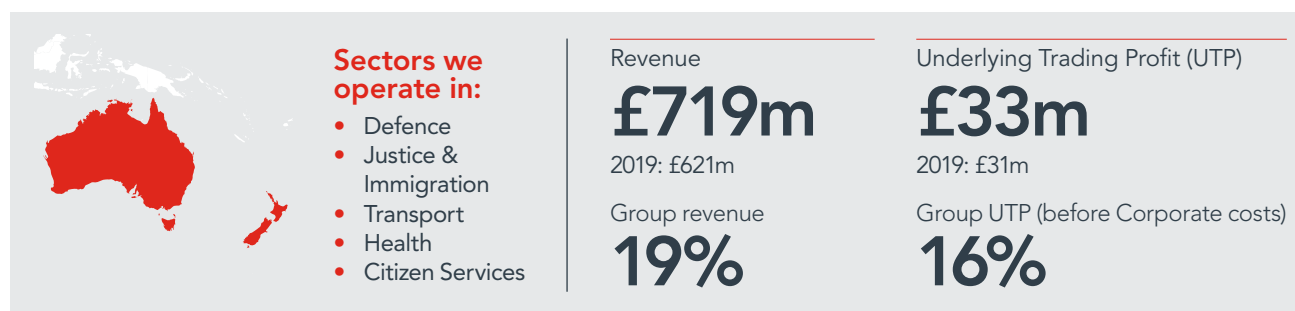 Sectors we
operate in:
• Defence
• Justice &
Immigration
• Transport
• Health
• Citizen Services
Revenue
£719m
2019: £621m
Group revenue
19%
Underlying Trading Profit (UTP)
£33m
2019: £31m
Group UTP (before Corporate costs)
16%